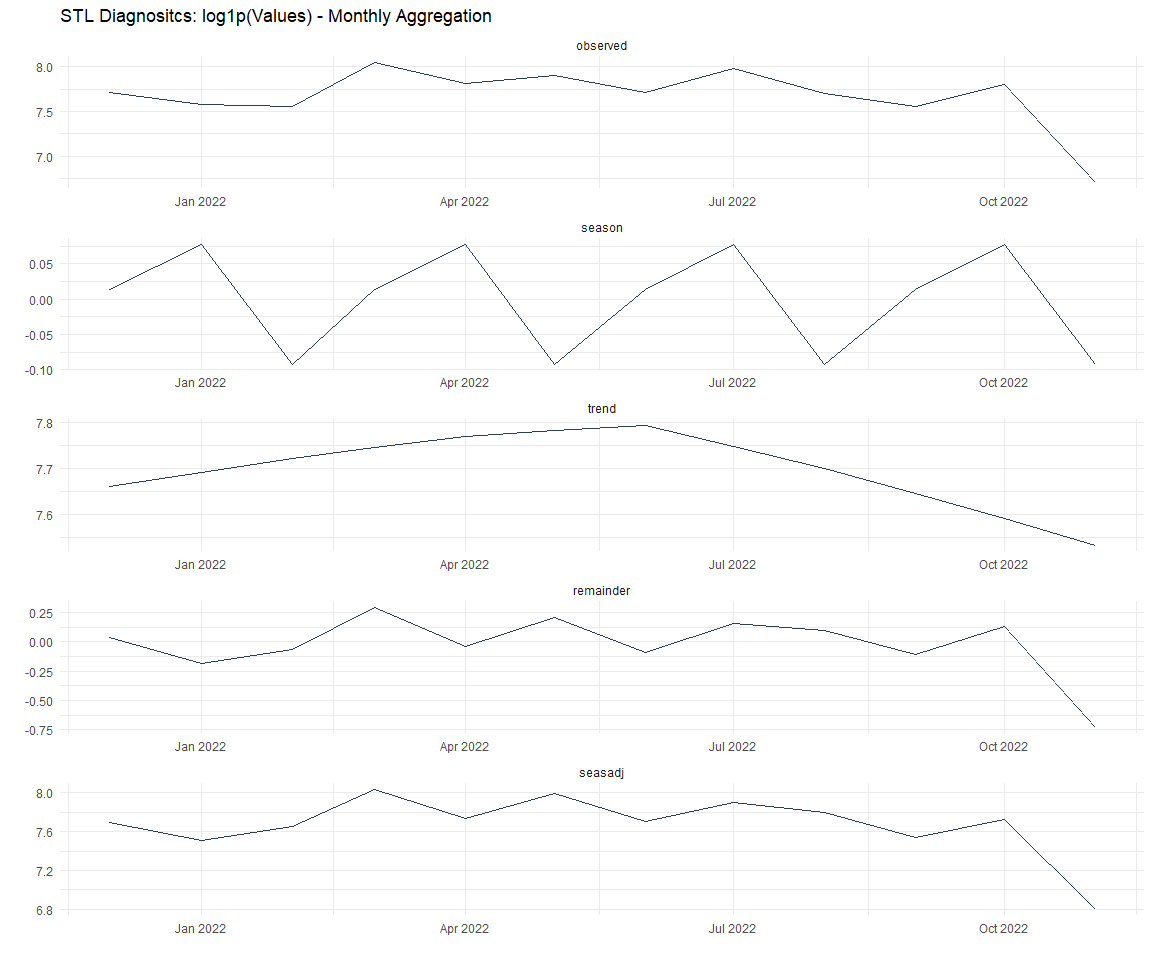 STL Diagnositcs: log1p(Values) - Monthly Aggregation
observed
8.0
7.5
7.0
Jan 2022 Apr 2022 Jul 2022 Oct 2022
season
0.05
0.00
-0.05
-0.10
Jan 2022 Apr 2022 Jul 2022 Oct 2022
trend
7.8
7.7
7.6
Jan 2022 Apr 2022 Jul 2022 Oct 2022
remainder
0.25
0.00
-0.25
-0.50
-0.75
Jan 2022 Apr 2022 Jul 2022 Oct 2022
seasadj
8.0
7.6
7.2
6.8
Jan 2022 Apr 2022 Jul 2022 Oct 2022